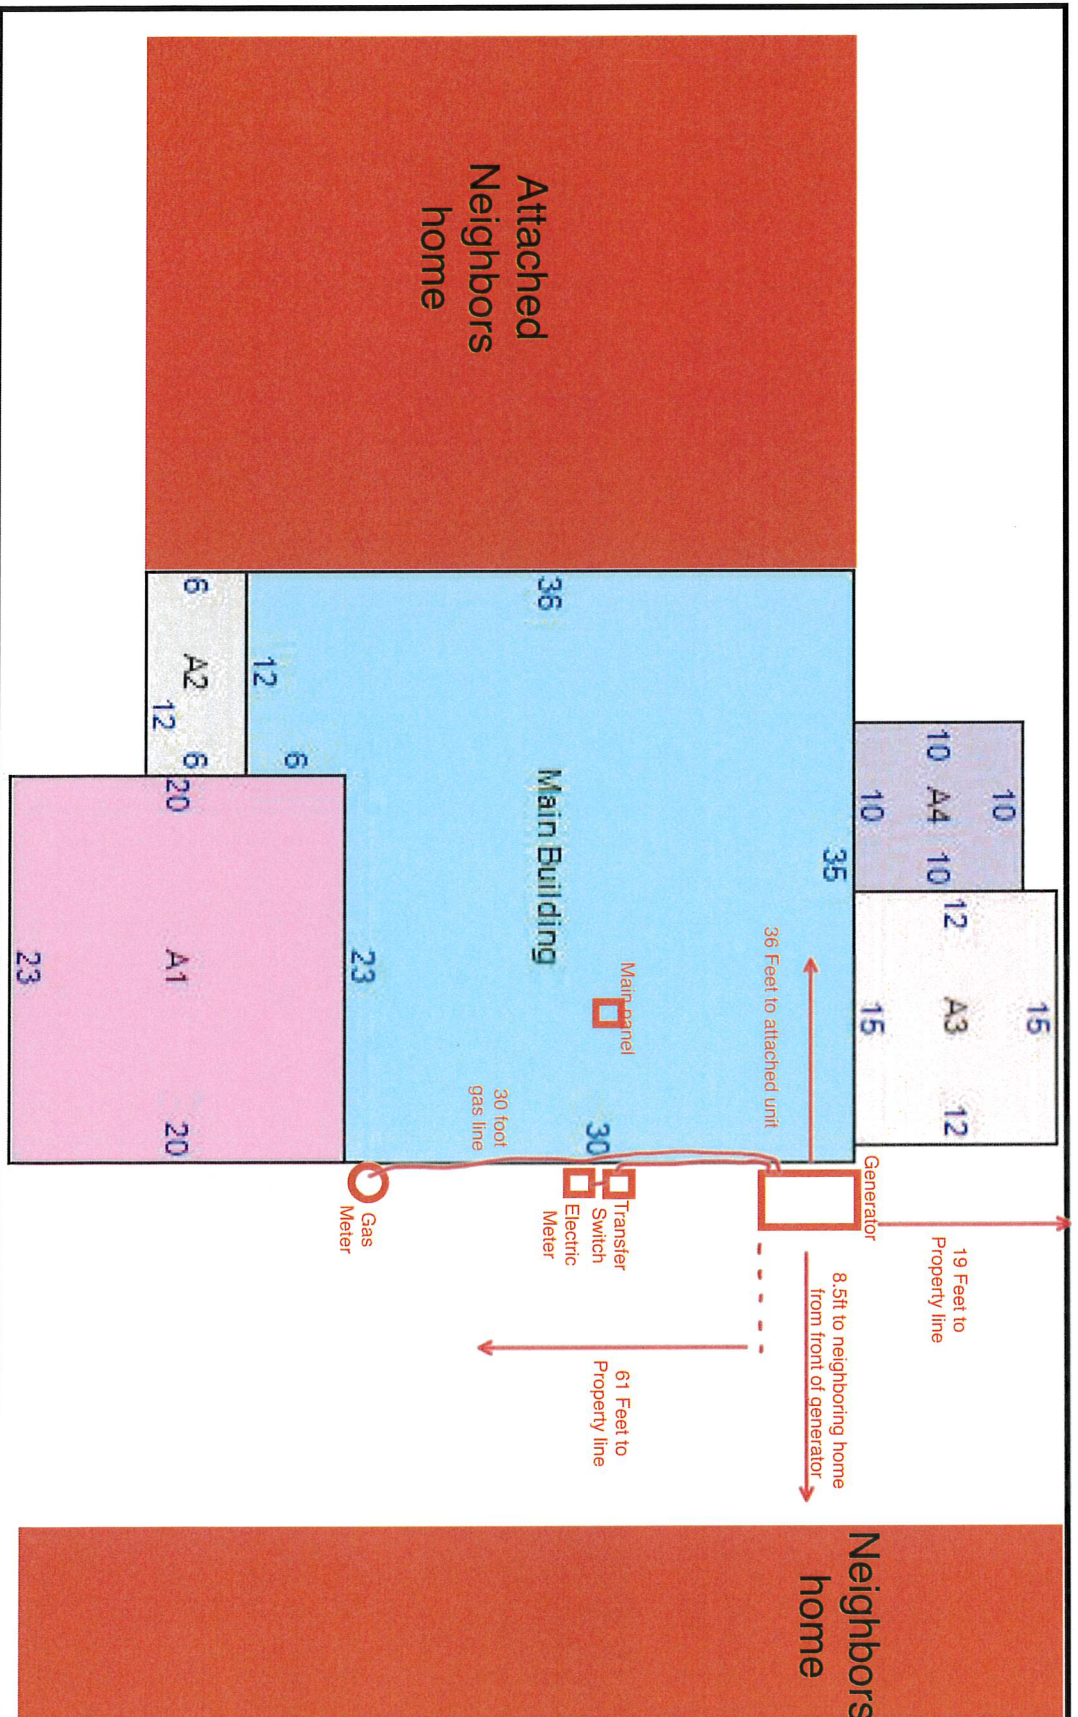 Attached
Neighbors
home
10
10
A4
10
10
15
12
A3
12
15
35
36
Main Building
36 Feet to attached unit
Main panel
30
30 foot
gas line
12
6
23
6
A2
6
12
20
A1
20
23
Generator
19 Feet to
Property line
8.5ft to neighboring home
from front of generator
Transfer
Switch
Electric
Meter
Gas
Meter
61 Feet to
Property line
Neighbors
home